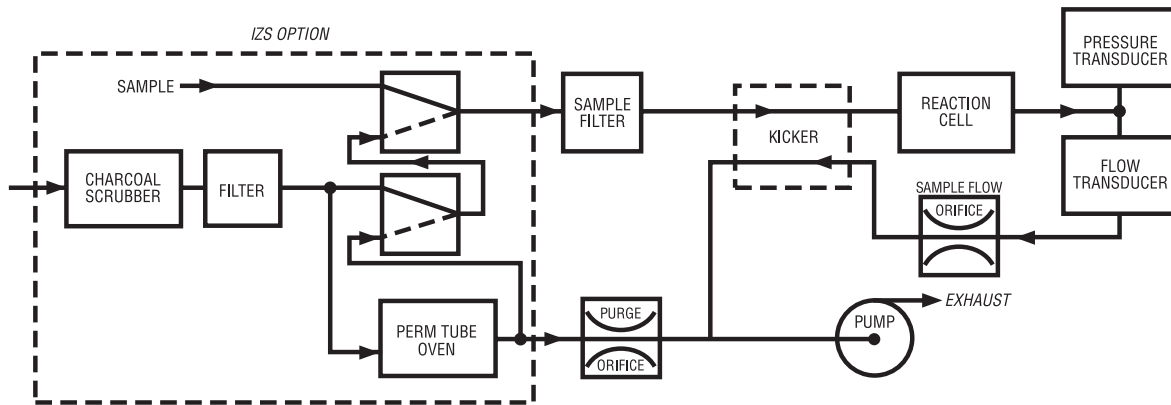 IZS OPTION
PRESSURE
TRANSDUCER
SAMPLE
SAMPLE
FILTER
REACTION
CELL
KICKER
CHARCOAL
SCRUBBER
FILTER
FLOW
TRANSDUCER
SAMPLE FLOW
ORIFICE
EXHAUST
PURGE
ORIFICE
PUMP
PERM TUBE
OVEN